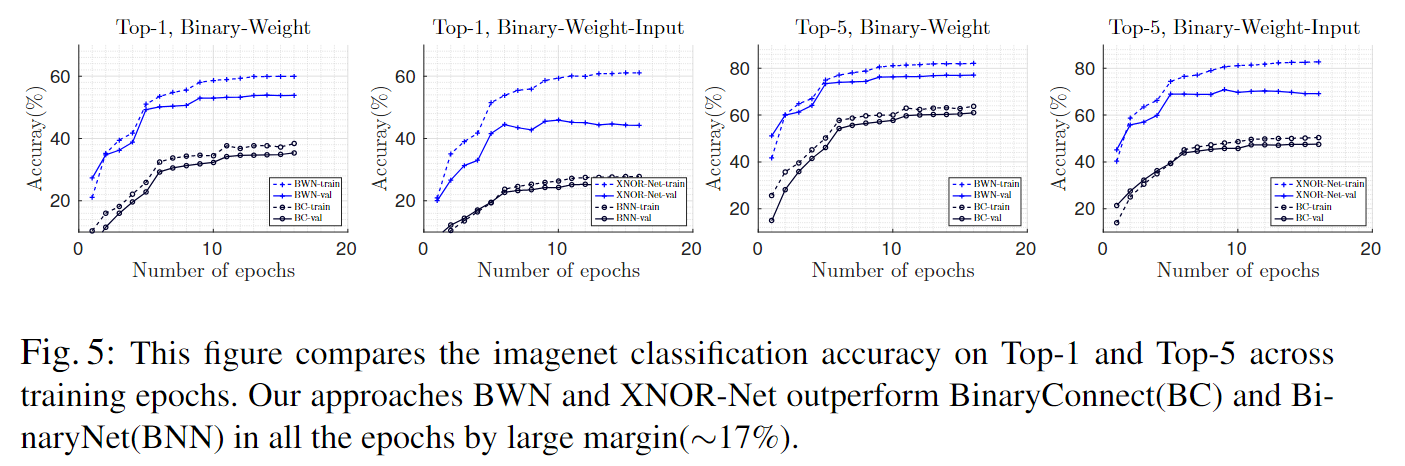 Top-1, Binary-Weight
60
40
20
0
10
20
Accuray(%)
Number of epochs
BWN-train
BWN-val
BC-train
BC-val
Top-1, Binary-Weight-Input
60
40
20
0
10
20
Accuray(%)
Number of epochs
XNOR-Net-train
XNOR-Net-val
BNN-train
BNN-val
Top-5, Binary-Weight
80
60
40
20
0
10
20
Accuray(%)
Number of epochs
BWN-train
BWN-val
BC-train
BC-val
Top-5, Binary-Weight-Input
80
60
40
20
0
10
20
Accuray(%)
Number of epochs
XNOR-Net-train
XNOR-Net-val
BC-train
BC-val
Fig. 5: This figure compares the imagenet classification accuracy on Top-1 and Top-5 across
training epochs. Our approaches BWN and XNOR-Net outperform BinaryConnect(BC) and Bi-
naryNet(BNN) in all the epochs by large margin(∼17%).